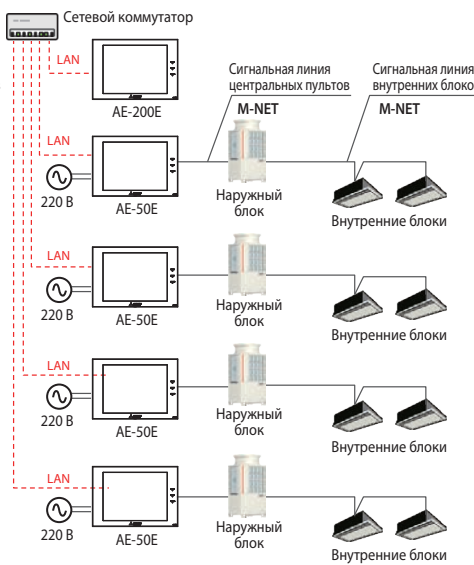 Сетевой коммутатор
LAN
AE-200E
Сигнальная линия
центральных пультов
M-NET
Сигнальная линия
внутренних блоко
M-NET
LAN
220 В
AE-50E
Наружный
блок
Внутренние блоки
LAN
220 В
AE-50E
Наружный
блок
Внутренние блоки
LAN
220 В
AE-50E
Наружный
блок
Внутренние блоки
LAN
220 В
AE-50E
Наружный
блок
Внутренние блоки